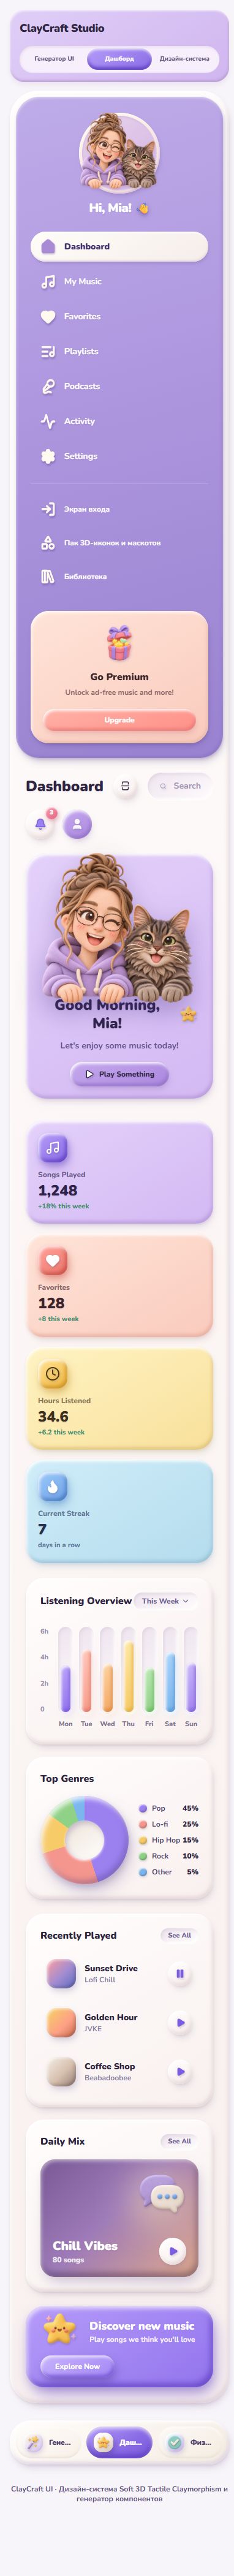 ClayCraft Studio
Генератор UI
Дашборд
Дизайн-система
Hi, Mia! 👋
Dashboard
My Music
Favorites
Playlists
Podcasts
Activity
Settings
Экран входа
Пак 3D-иконок и маскотов
Библиотека
Go Premium
Unlock ad-free music and more!
Upgrade
Dashboard
Search
3
Good Morning,
Mia!
Let's enjoy some music today!
Play Something
Songs Played
1,248
+18% this week
Favorites
128
+8 this week
Hours Listened
34.6
+6.2 this week
Current Streak
7
days in a row
Listening Overview
This Week
6h
4h
2h
0
Mon Tue Wed Thu Fri Sat Sun
Top Genres
Pop 45%
Lo-fi 25%
Hip Hop 15%
Rock 10%
Other 5%
Recently Played
See All
Sunset Drive
Lofi Chill
Golden Hour
JVKE
Coffee Shop
Beabadoobee
Daily Mix
See All
Chill Vibes
80 songs
Discover new music
Play songs we think you'll love
Explore Now
Гене...
Даш...
Физ...
ClayCraft UI · Дизайн-система Soft 3D Tactile Claymorphism и
генератор компонентов